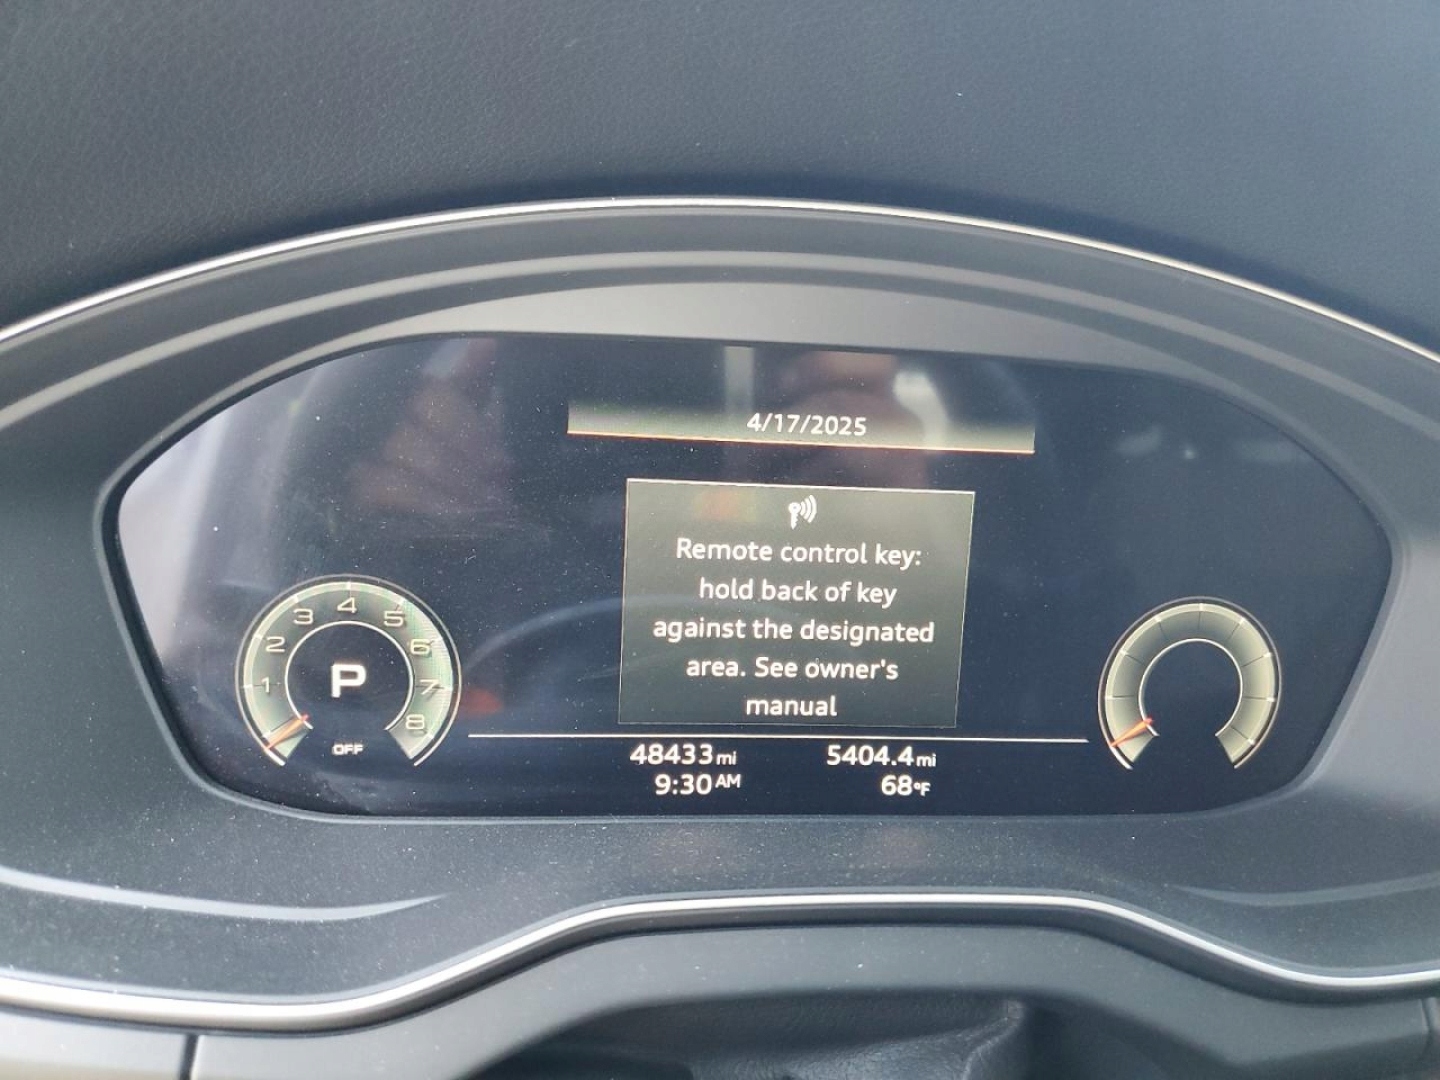 4/17/2025
Remote control key:
hold back of key
against the designated
area. See owner's
manual
1 2 3 4 5 6 7 8
P
OFF
48433 mi 5404.4 mi
9:30 AM 68°F